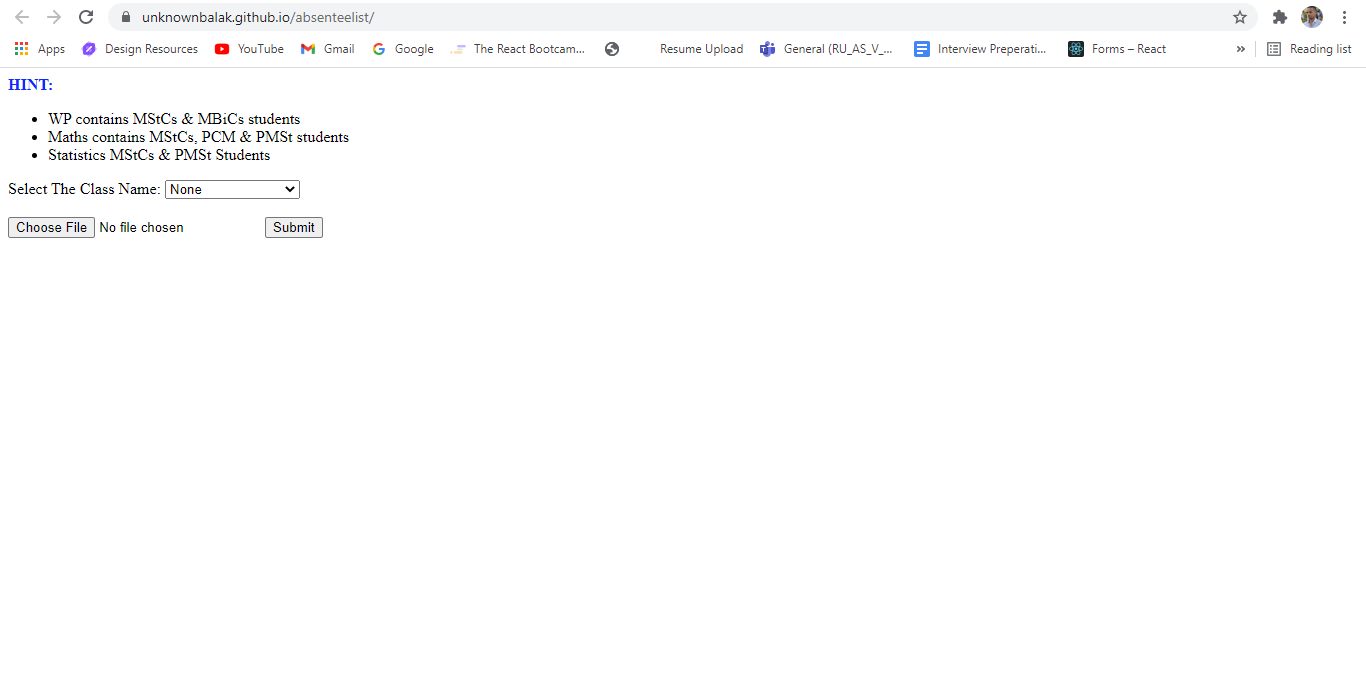 unknownbalak.github.io/absenteelist/
Apps Design Resources YouTube Gmail Google The React Bootcam... Resume Upload General (RU_AS_V_... Interview Preperati... Forms – React » Reading list
HINT:
• WP contains MStCs & MBiCs students
• Maths contains MStCs, PCM & PMSt students
• Statistics MStCs & PMSt Students
Select The Class Name: None
Choose File No file chosen Submit